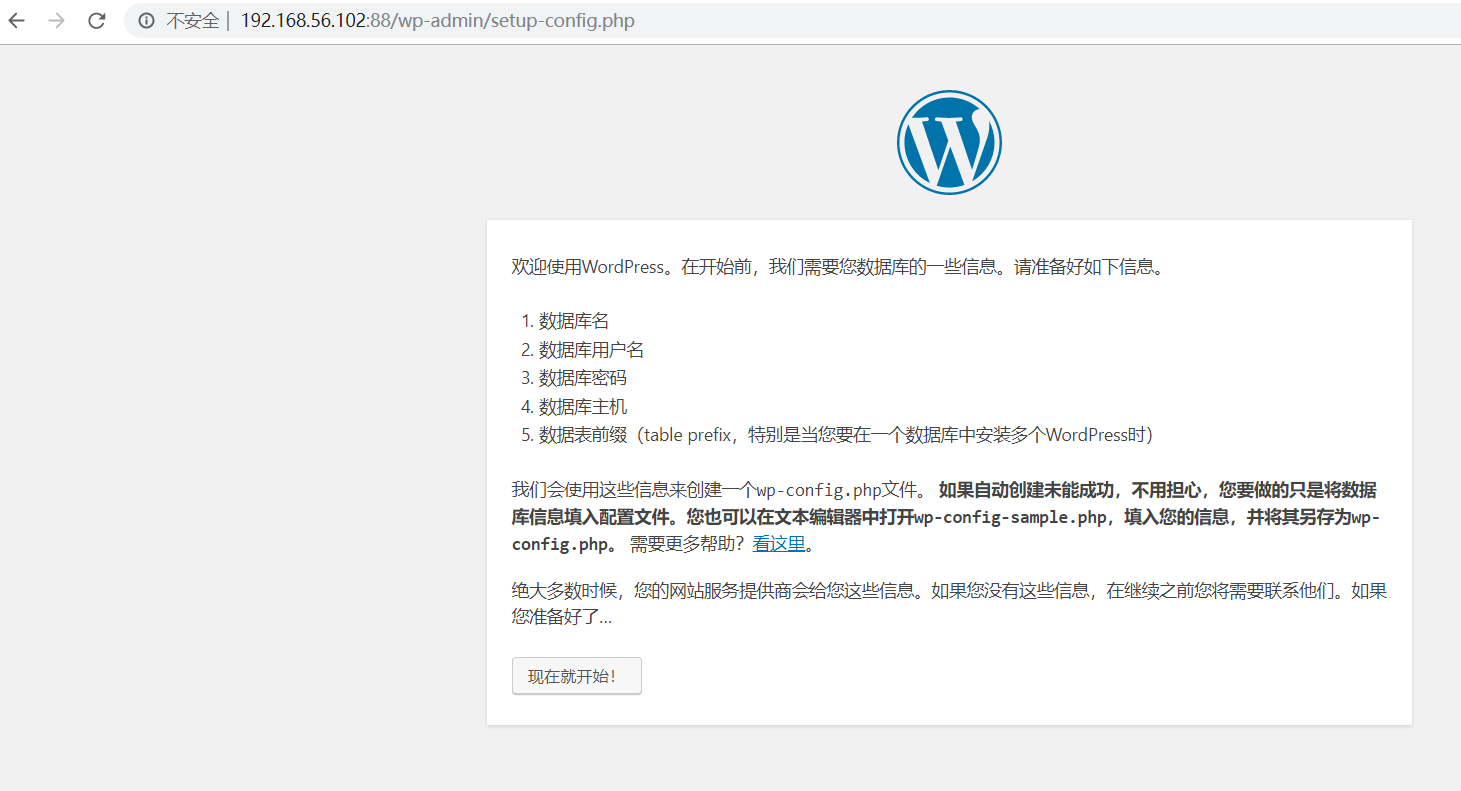 不安全 | 192.168.56.102:88/wp-admin/setup-config.php
欢迎使用WordPress。在开始前，我们需要您数据库的一些信息。请准备好如下信息。
1. 数据库名
2. 数据库用户名
3. 数据库密码
4. 数据库主机
5. 数据表前缀（table prefix，特别是当您要在一个数据库中安装多个WordPress时）
我们会使用这些信息来创建一个wp-config.php文件。 如果自动创建未能成功，不用担心，您要做的只是将数据
库信息填入配置文件。您也可以在文本编辑器中打开wp-config-sample.php，填入您的信息，并将其另存为wp-
config.php。 需要更多帮助？看这里。
绝大多数时候，您的网站服务提供商会给您这些信息。如果您没有这些信息，在继续之前您将需要联系他们。如果
您准备好了...
现在就开始！